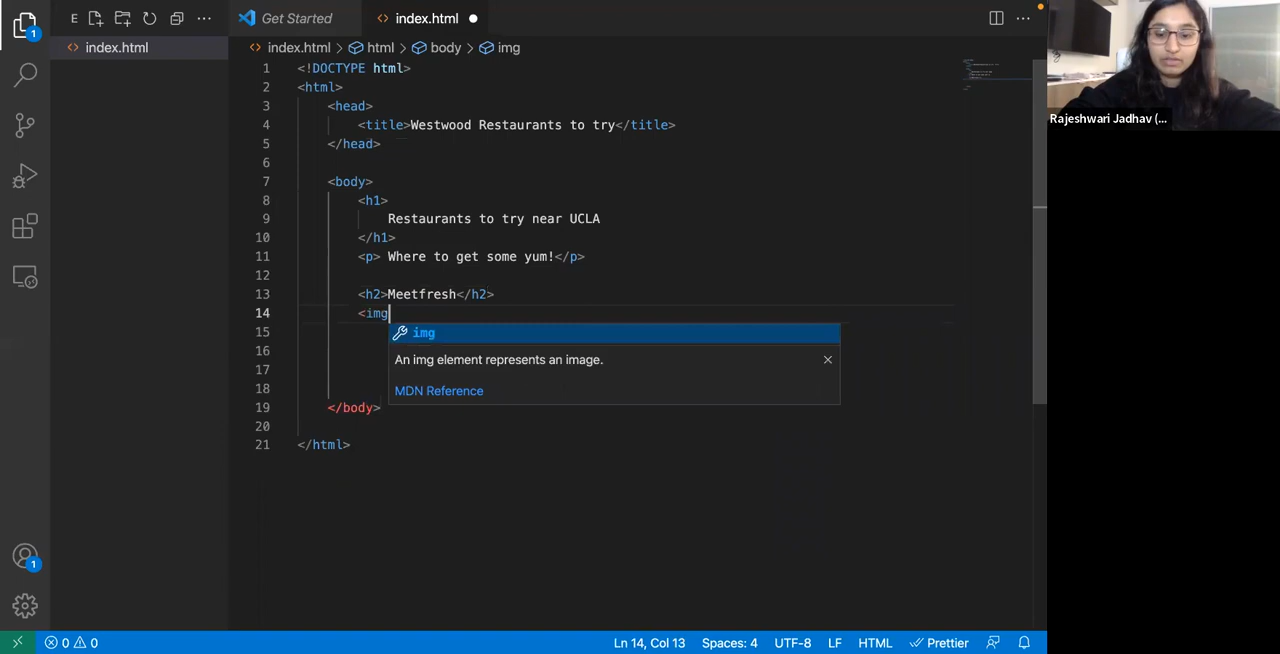 E
Get Started
index.html
1
index.html
index.html > html > body > img
1 <!DOCTYPE html>
2 <html>
3 <head>
4 <title>Westwood Restaurants to try</title>
5 </head>
6
7 <body>
8 <h1>
9 Restaurants to try near UCLA
10 </h1>
11 <p> Where to get some yum!</p>
12
13 <h2>Meetfresh</h2>
14 <img
15
16
17
18
19 </body>
20
21 </html>
img
An img element represents an image.
MDN Reference
Rajeshwari Jadhav (...
1
0 0
Ln 14, Col 13
Spaces: 4
UTF-8
LF
HTML
Prettier